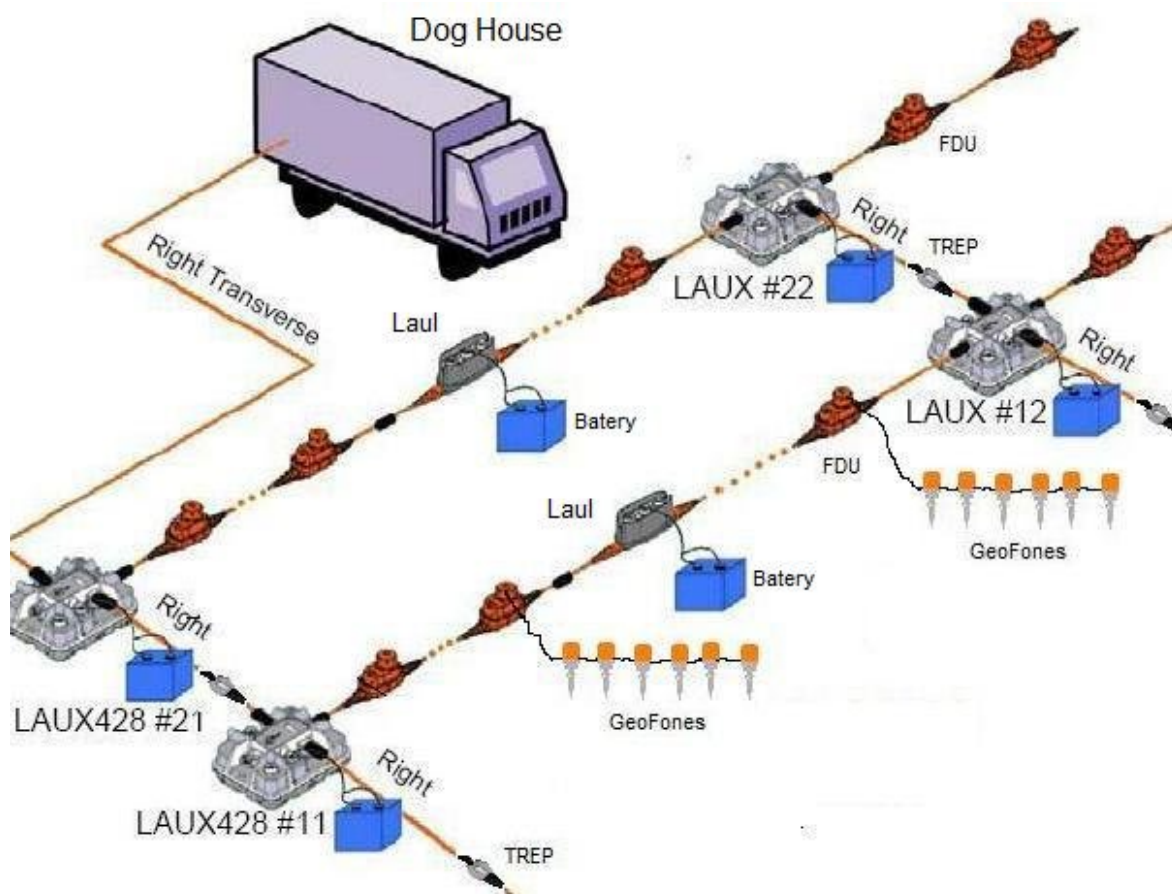 Dog House
FDU
Right
TREP
LAUX #22
Right Transverse
Laul
Right
LAUX #12
Batery
FDU
Laul
GeoFones
Batery
Right
LAUX428 #21
GeoFones
Right
LAUX428 #11
TREP